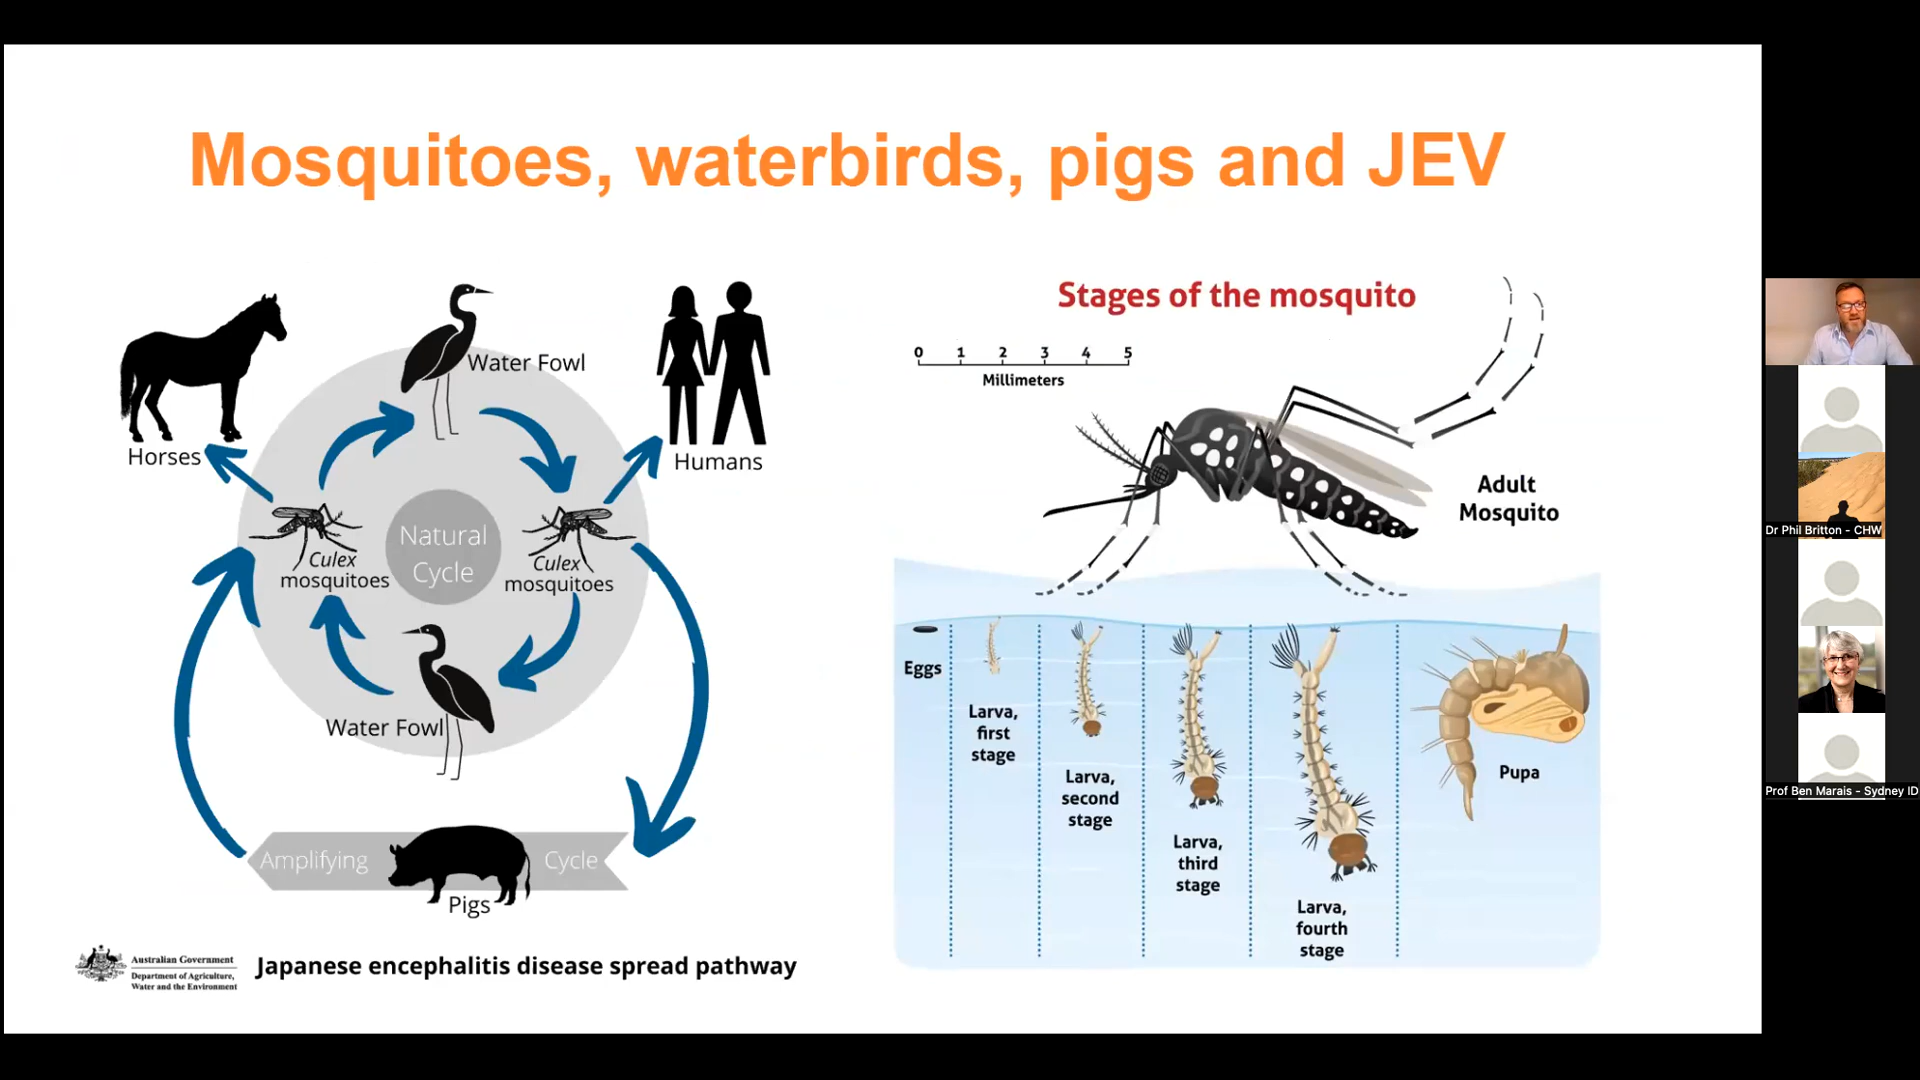 Mosquitoes, waterbirds, pigs and JEV
Water Fowl
Horses
Humans
Natural
Cycle
Culex
mosquitoes
Culex
mosquitoes
Water Fowl
Amplifying
Cycle
Pigs
Australian Government
Department of Agriculture,
Water and the Environment
Japanese encephalitis disease spread pathway
Stages of the mosquito
0 1 2 3 4 5
Millimeters
Adult
Mosquito
Eggs
Larva,
first
stage
Larva,
second
stage
Larva,
third
stage
Larva,
fourth
stage
Pupa
Dr Phil Britton - CHW
Prof Ben Marais - Sydney ID